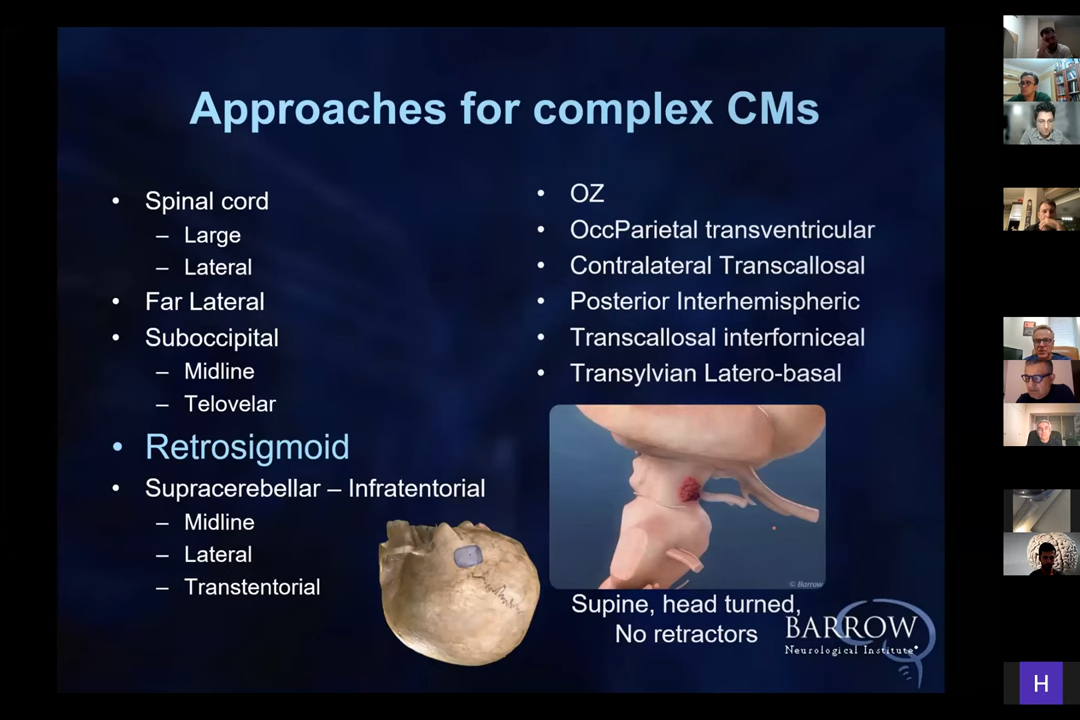 Approaches for complex CMs
• Spinal cord
– Large
– Lateral
• Far Lateral
• Suboccipital
– Midline
– Telovelar
• Retrosigmoid
• Supracerebellar – Infratentorial
– Midline
– Lateral
– Transtentorial
• OZ
• OccParietal transventricular
• Contralateral Transcallosal
• Posterior Interhemispheric
• Transcallosal interforniceal
• Transylvian Latero-basal
© Barrow
Supine, head turned,
No retractors
BARROW
Neurological Institute®
H